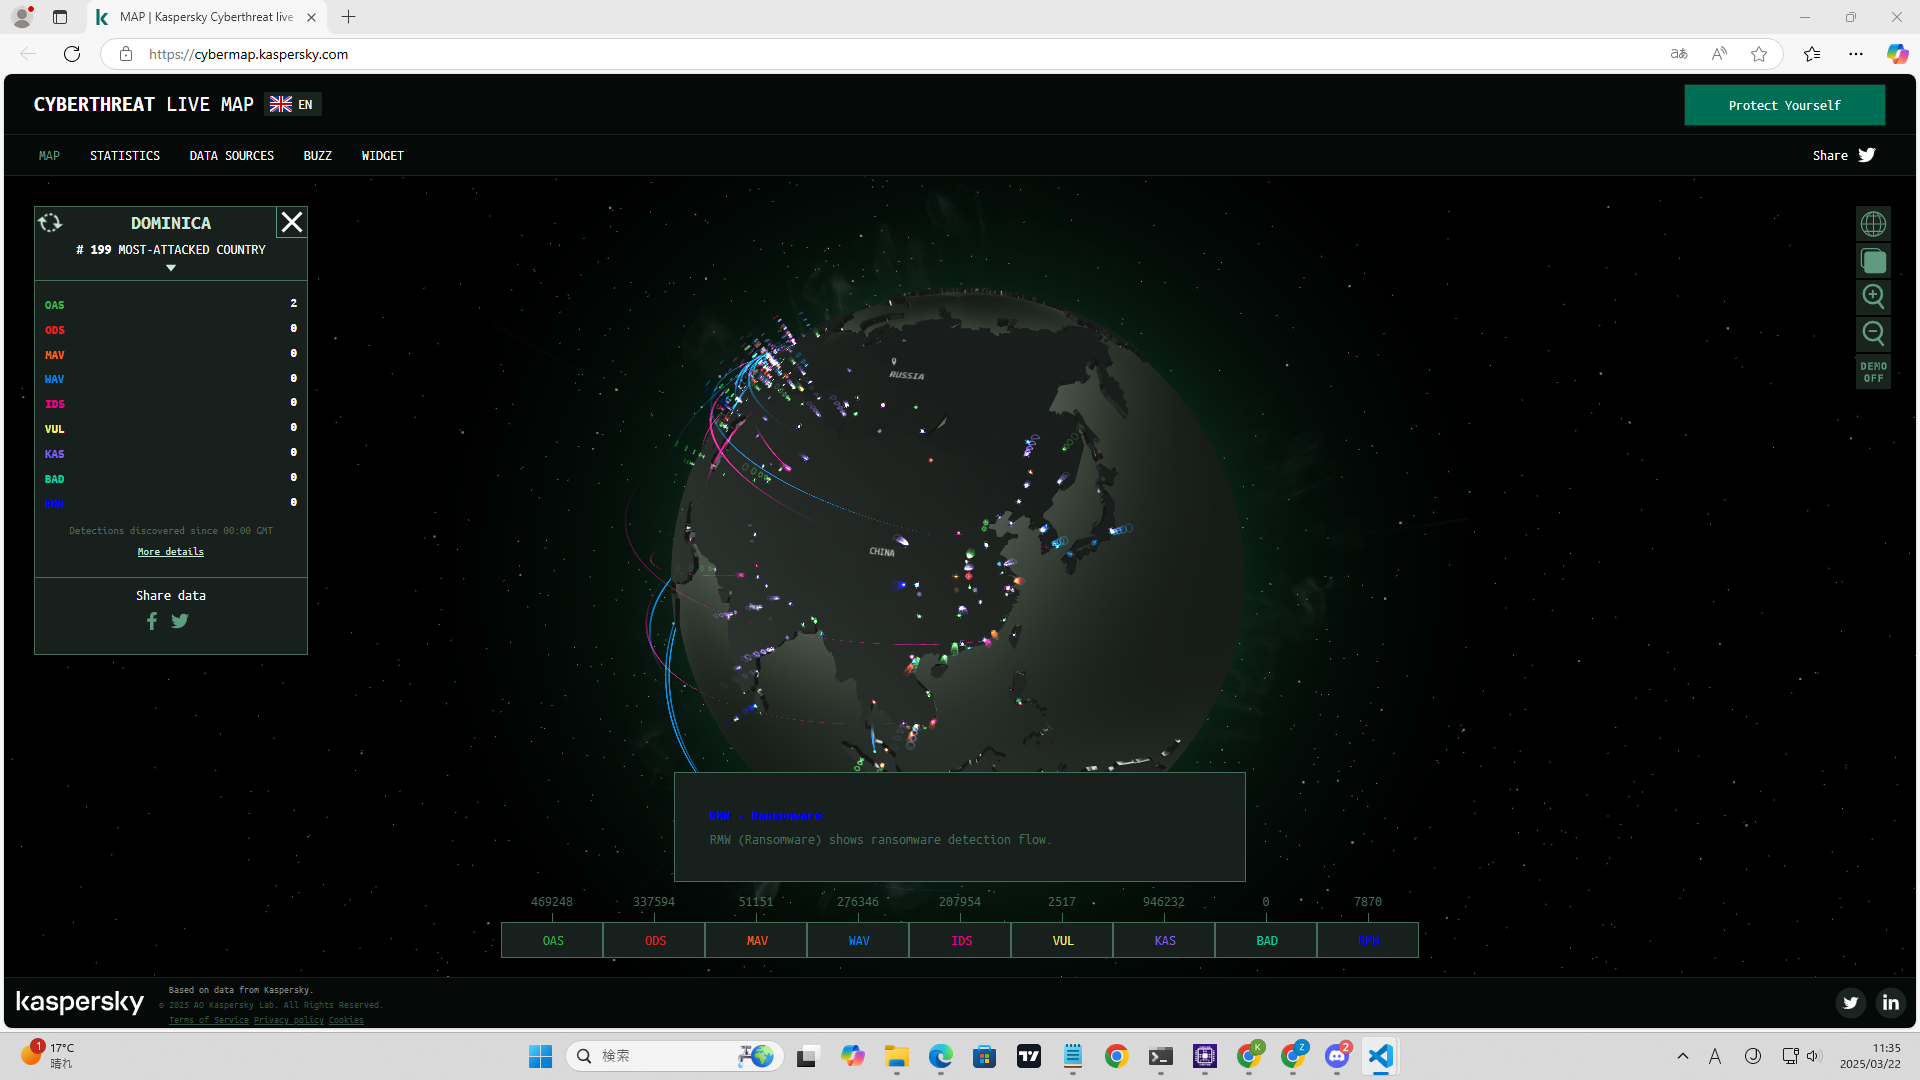 MAP | Kaspersky Cyberthreat live
https://cybermap.kaspersky.com
CYBERTHREAT LIVE MAP EN
Protect Yourself
MAP STATISTICS DATA SOURCES BUZZ WIDGET
Share
DOMINICA
# 199 MOST-ATTACKED COUNTRY
OAS 2
ODS 0
MAV 0
WAV 0
IDS 0
VUL 0
KAS 0
BAD 0
RMW 0
Detections discovered since 00:00 GMT
More details
Share data
DEMO
OFF
RUSSIA
CHINA
RMW - Ransomware
RMW (Ransomware) shows ransomware detection flow.
469248 337594 51151 276346 207954 2517 946232 0 7870
OAS ODS MAV WAV IDS VUL KAS BAD RMW
kaspersky
Based on data from Kaspersky.
© 2025 AO Kaspersky Lab. All Rights Reserved.
Terms of Service Privacy policy Cookies
1
17°C
晴れ
検索
K
Z
2
A
11:35
2025/03/22